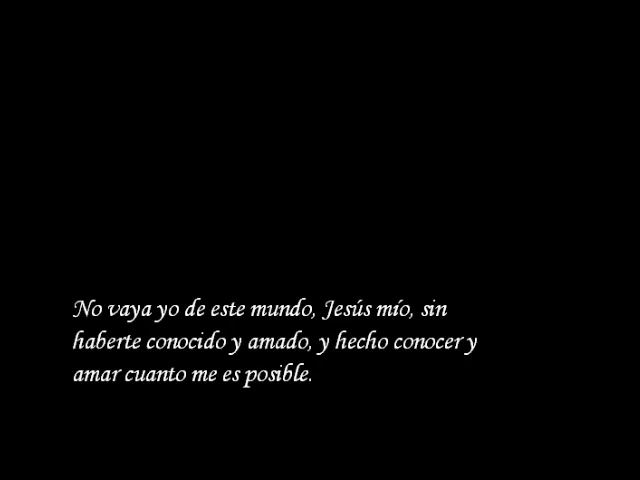 No vaya yo de este mundo, Jesús mío, sin
haberte conocido y amado, y hecho conocer y
amar cuanto me es posible.